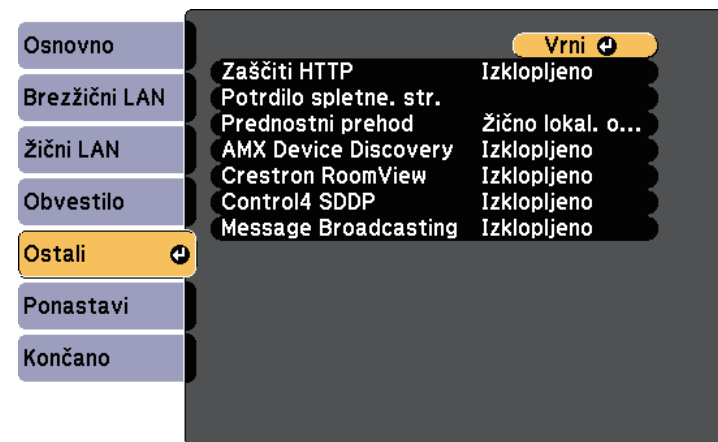 Osnovno
Brezžični LAN
Žični LAN
Obvestilo
Ostali
Ponastavi
Končano
Vrni
Zaščiti HTTP Izklopljeno
Potrdilo spletne. str.
Prednostni prehod Žično lokal. o...
AMX Device Discovery Izklopljeno
Crestron RoomView Izklopljeno
Control4 SDDP Izklopljeno
Message Broadcasting Izklopljeno